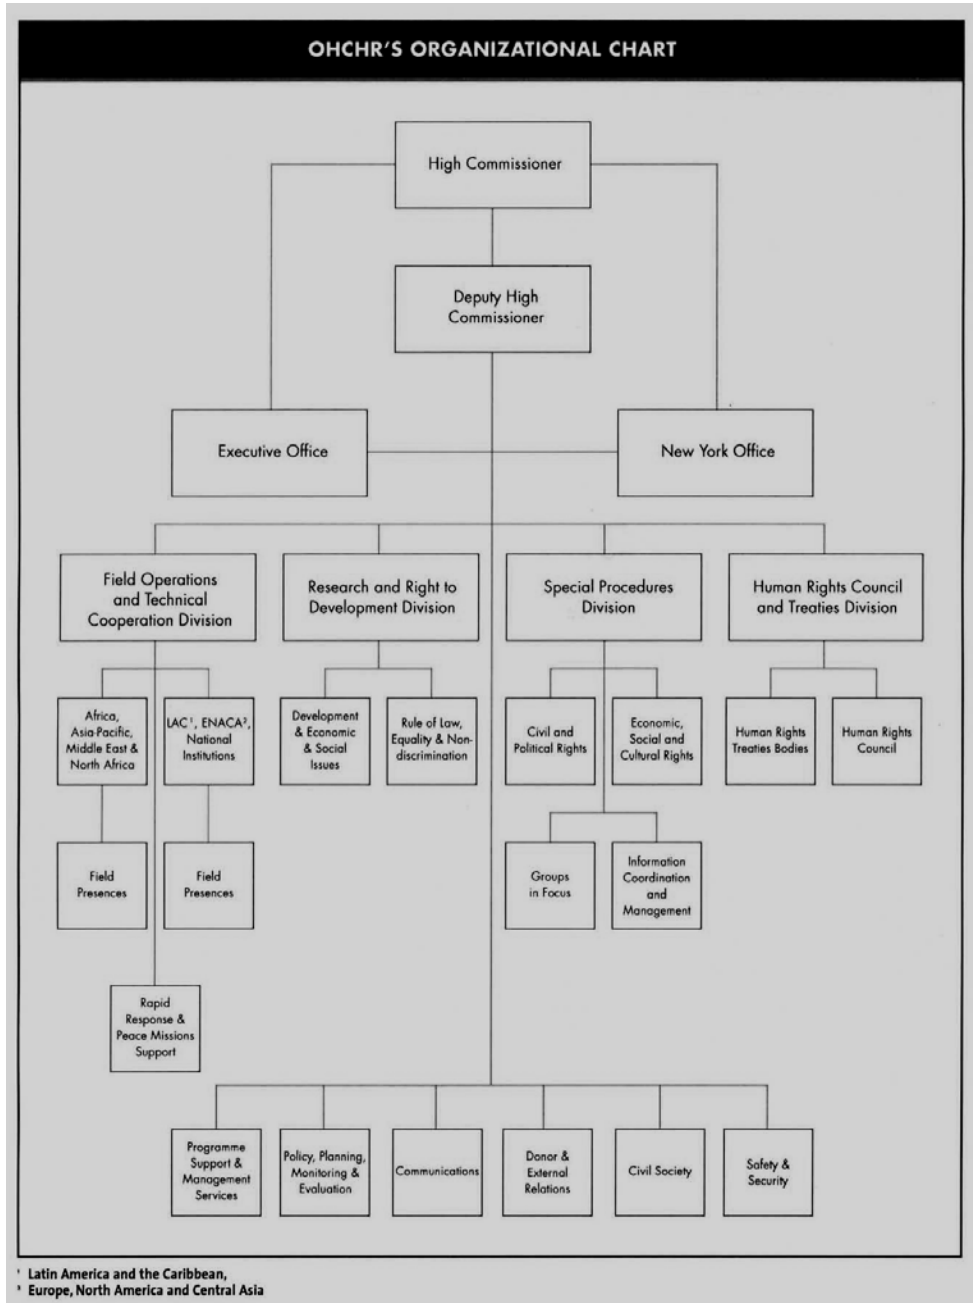 OHCHR'S ORGANIZATIONAL CHART
High Commissioner
Deputy High
Commissioner
Executive Office
New York Office
Field Operations
and Technical
Cooperation Division
Research and Right to
Development Division
Special Procedures
Division
Human Rights Council
and Treaties Division
Africa,
Asia-Pacific,
Middle East &
North Africa
LAC¹, ENACA²,
National
Institutions
Development
& Economic
& Social
Issues
Rule of Law,
Equality & Non-
discrimination
Civil and
Political Rights
Economic,
Social and
Cultural Rights
Human Rights
Treaties Bodies
Human Rights
Council
Field
Presences
Field
Presences
Groups
in Focus
Information
Coordination
and
Management
Rapid
Response &
Peace Missions
Support
Programme
Support &
Management
Services
Policy, Planning,
Monitoring &
Evaluation
Communications
Donor &
External
Relations
Civil Society
Safety &
Security
¹ Latin America and the Caribbean,
² Europe, North America and Central Asia